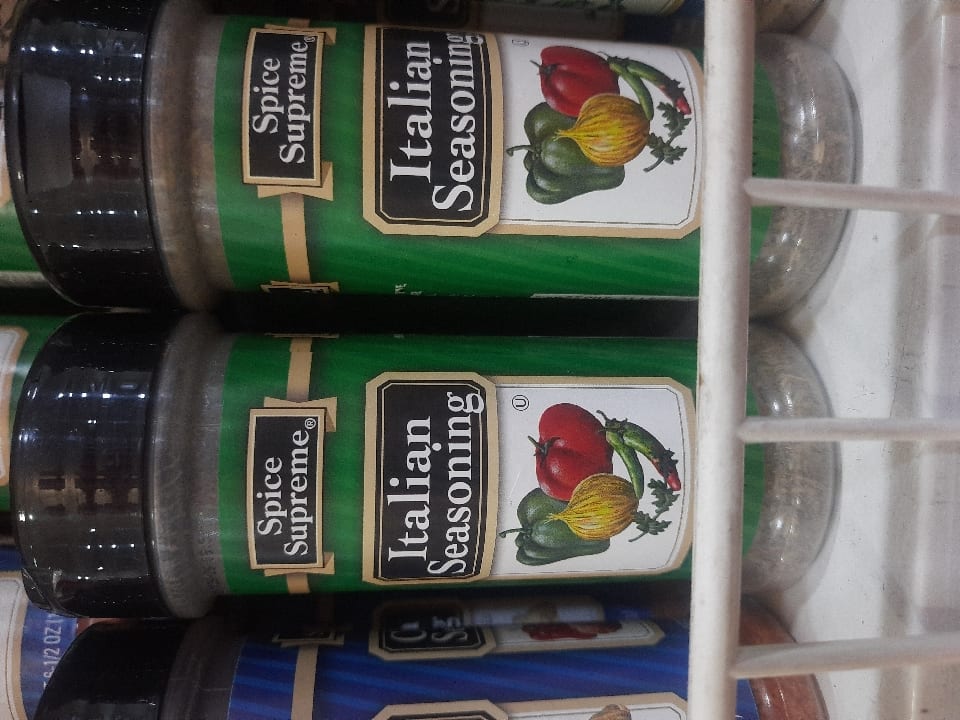 Spice
Supreme®
Italian
Seasoning
Ⓤ
Spice
Supreme®
Italian
Seasoning
Ⓤ